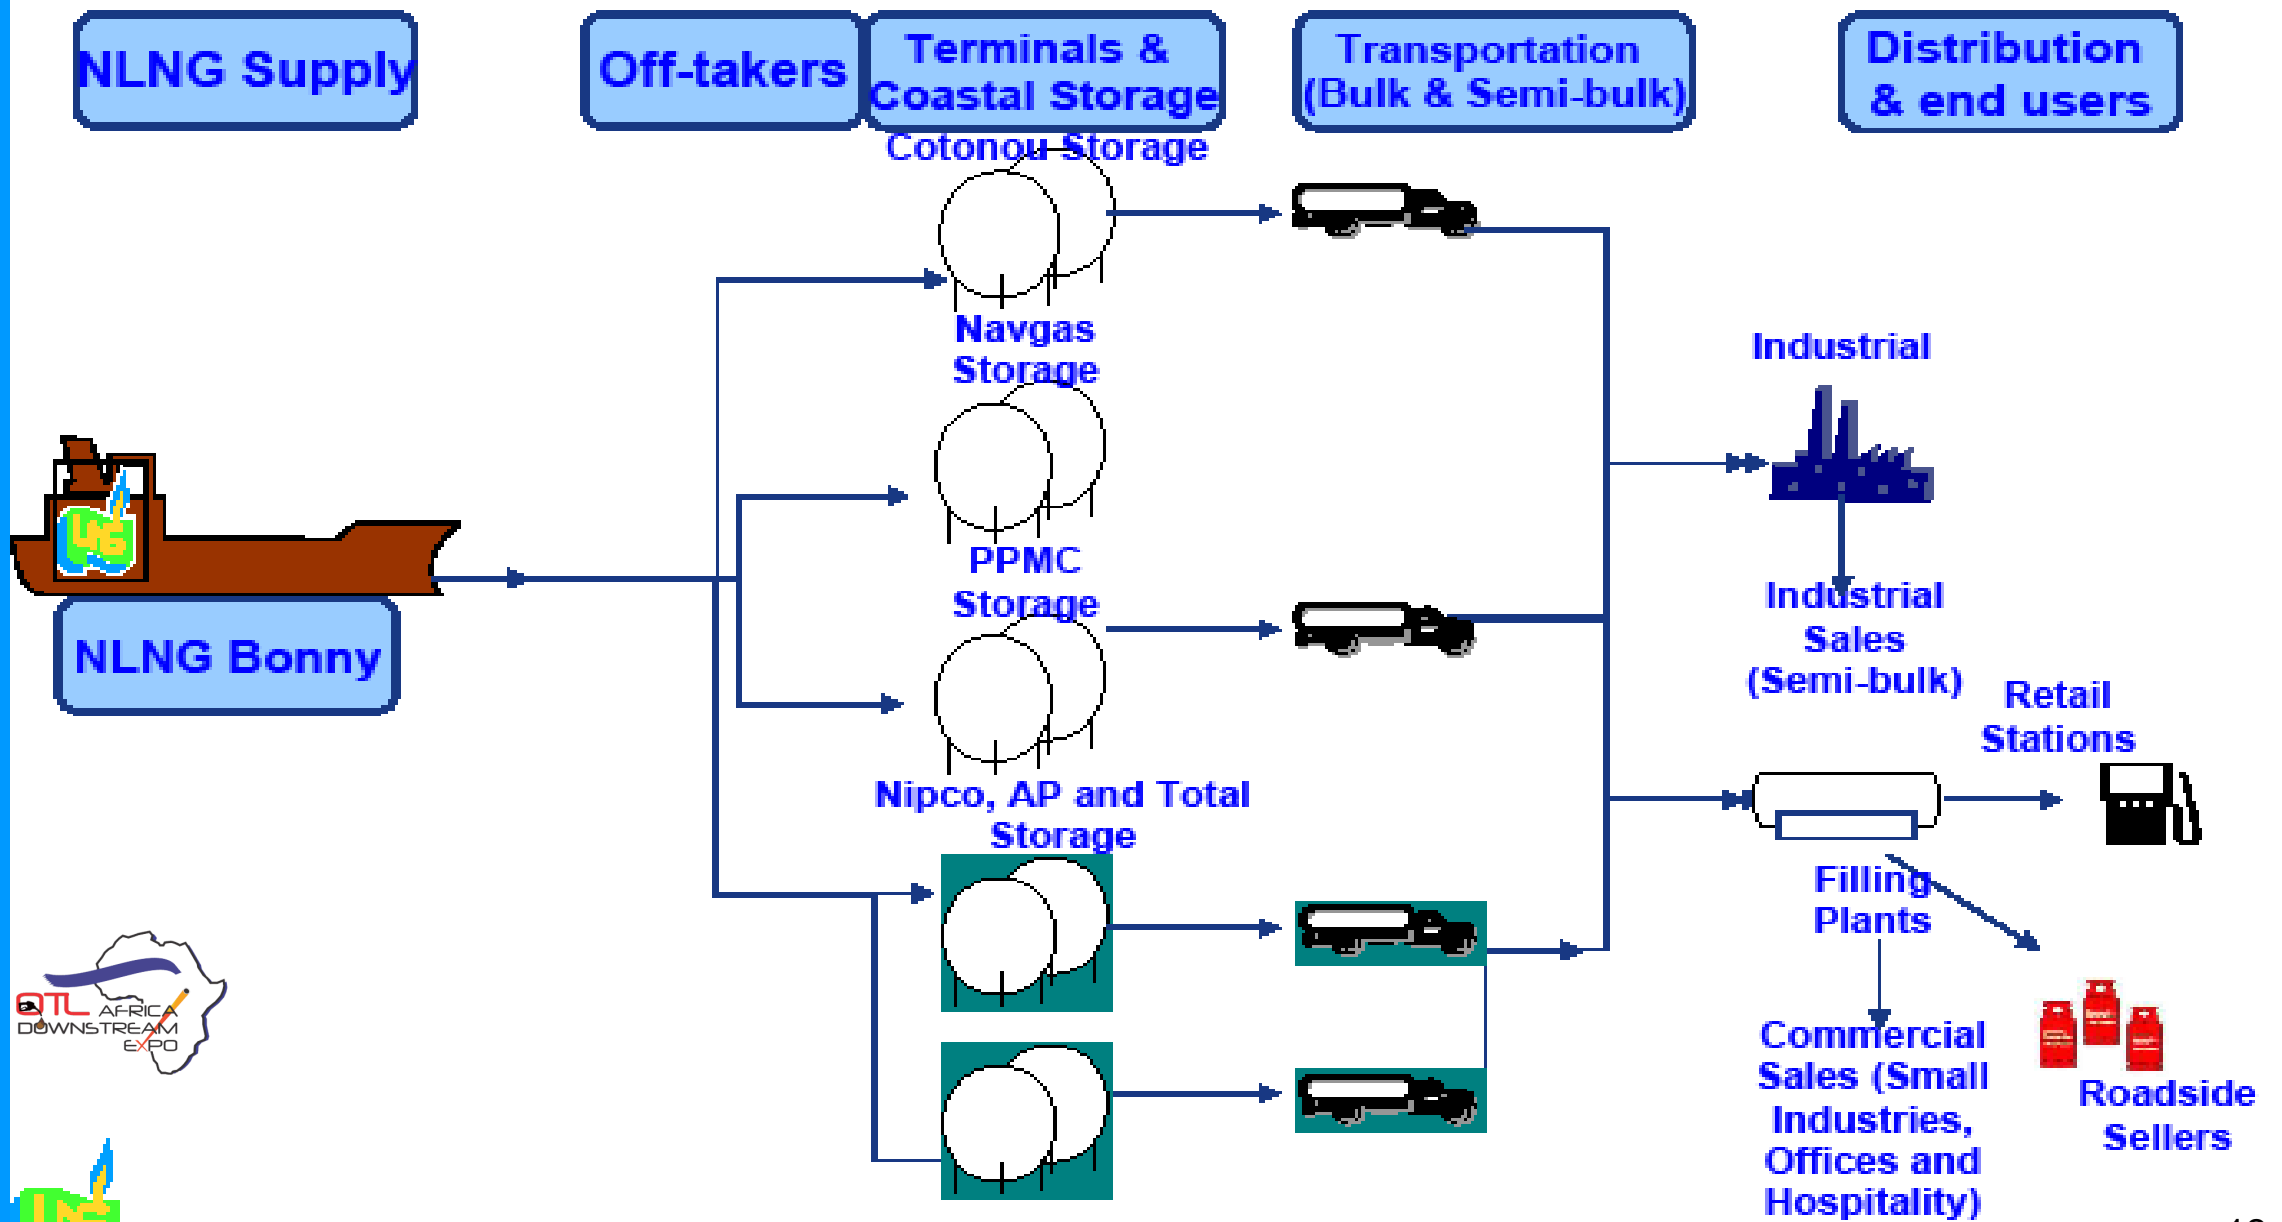 NLNG Supply
Off-takers
Terminals &
Coastal Storage
Transportation
(Bulk & Semi-bulk)
Distribution
& end users
Cotonou Storage
Navgas
Storage
PPMC
Storage
Nipco, AP and Total
Storage
NLNG Bonny
Industrial
Industrial
Sales
(Semi-bulk)
Retail
Stations
Filling
Plants
Commercial
Sales (Small
Industries,
Offices and
Hospitality)
Roadside
Sellers
OTL AFRICA
DOWNSTREAM
EXPO